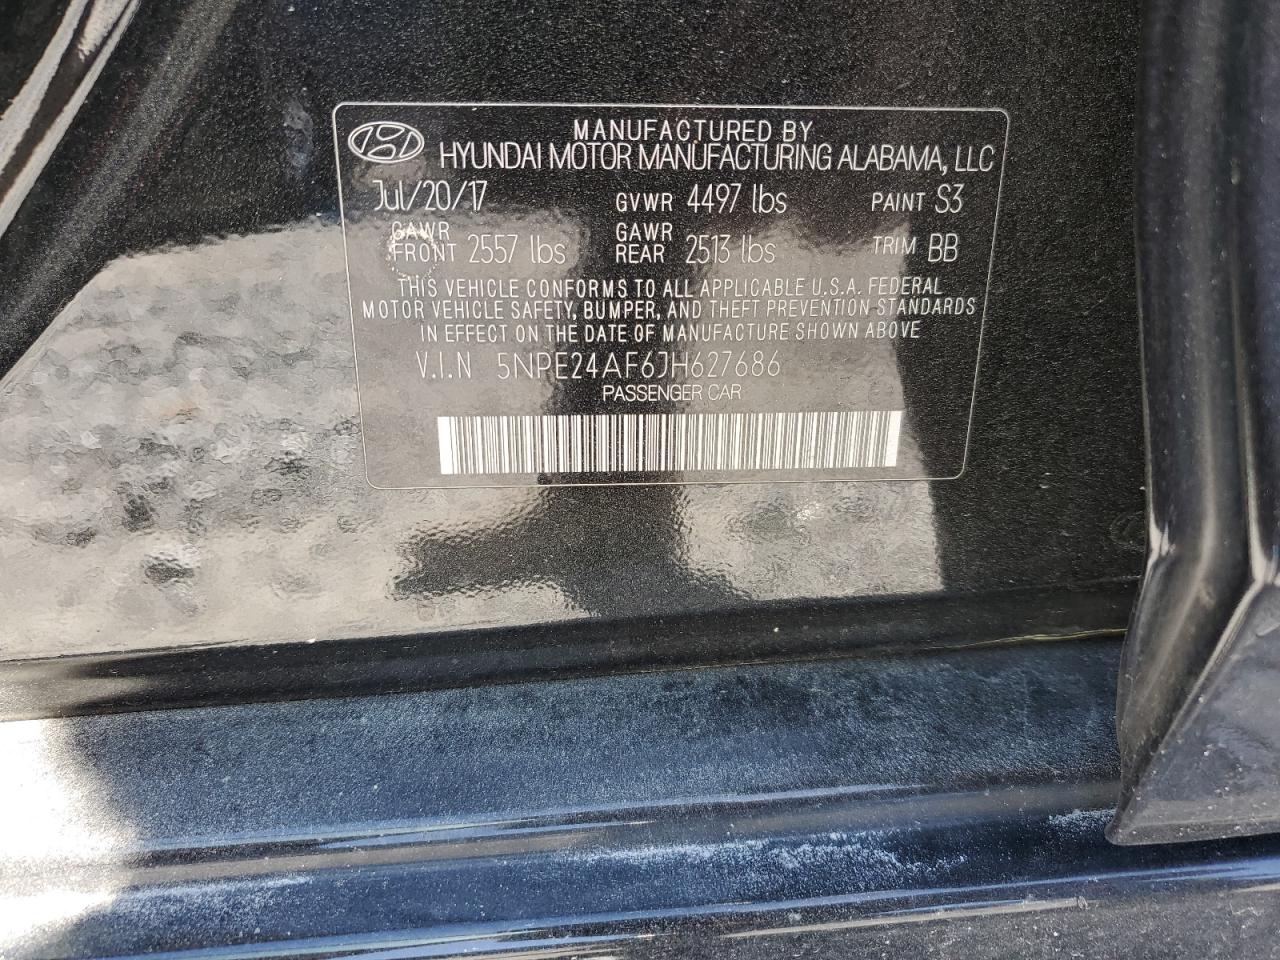 MANUFACTURED BY
HYUNDAI MOTOR MANUFACTURING ALABAMA, LLC
Jul/20/17 GVWR 4497 lbs PAINT S3
GAWR FRONT 2557 lbs GAWR REAR 2513 lbs TRIM BB
THIS VEHICLE CONFORMS TO ALL APPLICABLE U.S.A. FEDERAL
MOTOR VEHICLE SAFETY, BUMPER, AND THEFT PREVENTION STANDARDS
IN EFFECT ON THE DATE OF MANUFACTURE SHOWN ABOVE
V.I.N 5NPE24AF6JH627686
PASSENGER CAR